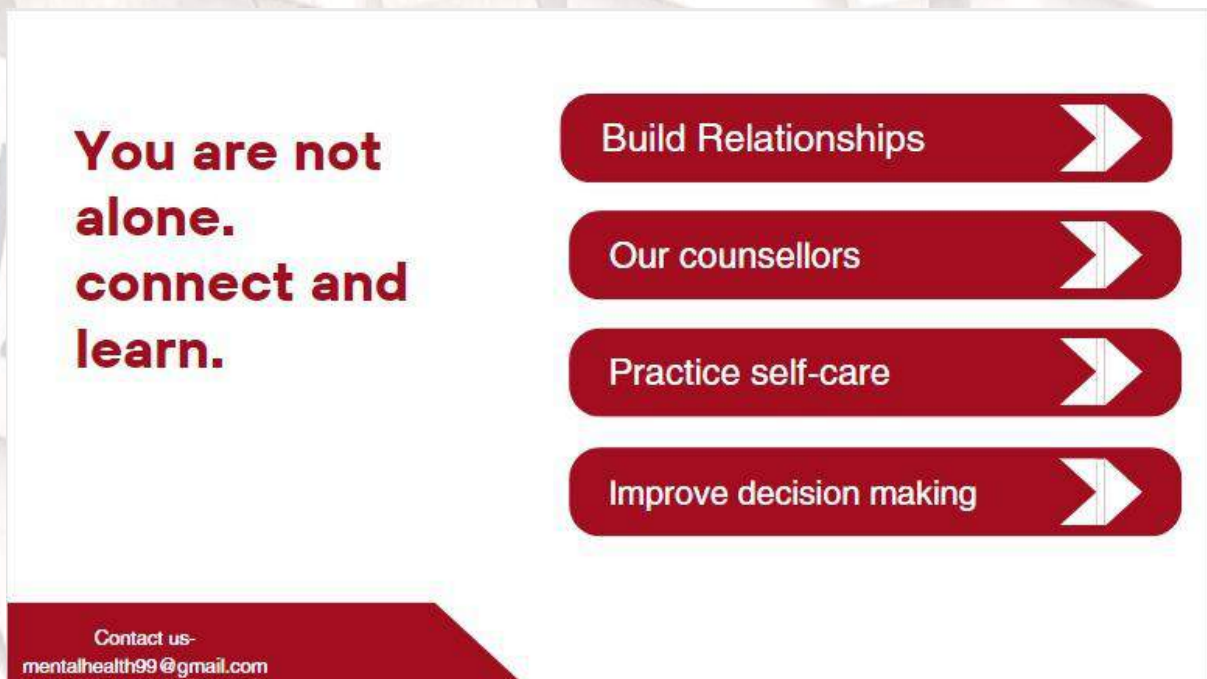 You are not
alone.
connect and
learn.
Build Relationships
Our counsellors
Practice self-care
Improve decision making
Contact us-
mentalhealth99@gmail.com